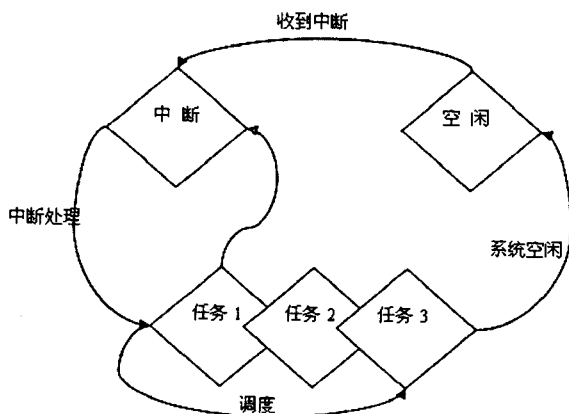 收到中断
中 断
空 闲
中断处理
系统空闲
任务 1
任务 2
任务 3
调度